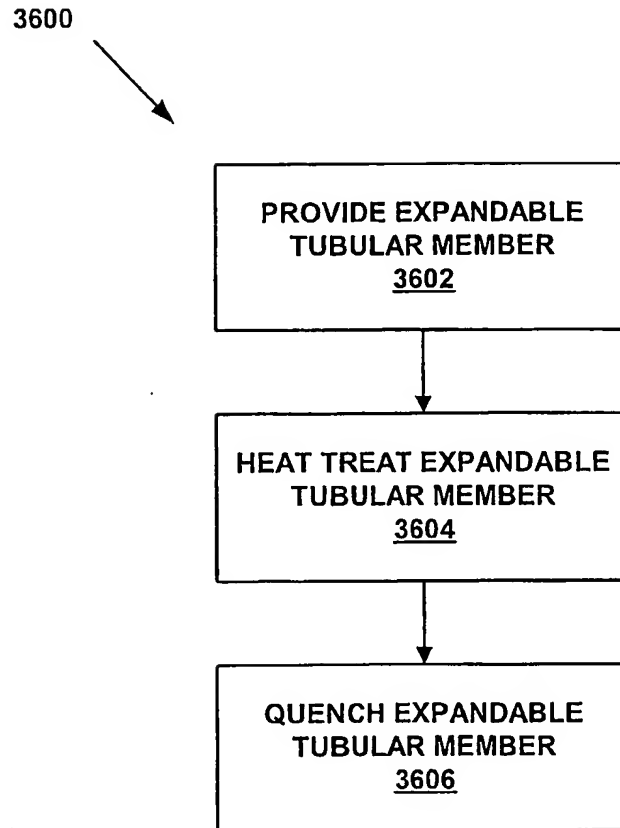 3600
PROVIDE EXPANDABLE
TUBULAR MEMBER
3602
HEAT TREAT EXPANDABLE
TUBULAR MEMBER
3604
QUENCH EXPANDABLE
TUBULAR MEMBER
3606